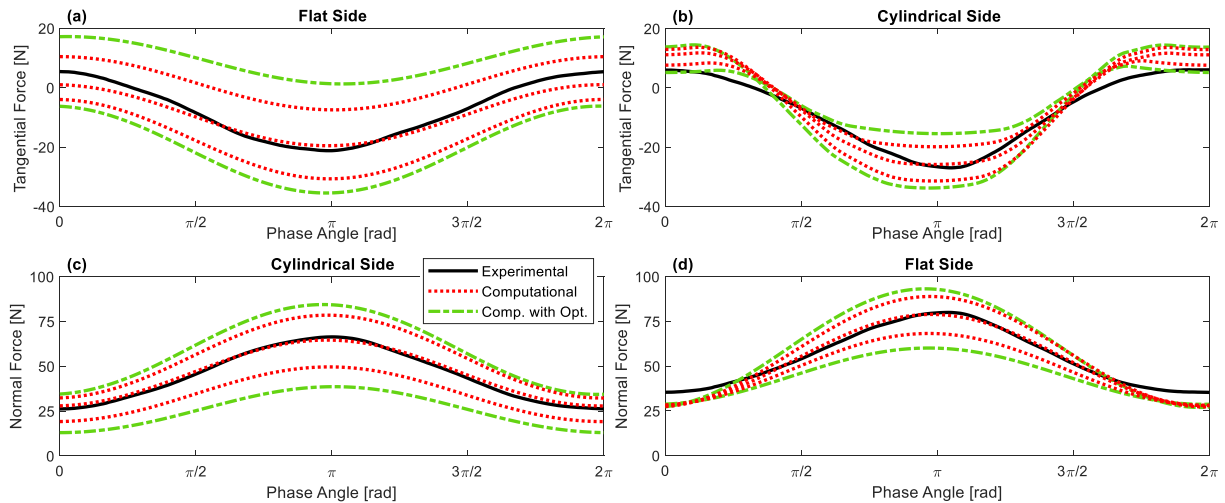 (a) Flat Side
20
0
-20
-40
Tangential Force [N]
0 π/2 π 3π/2 2π
Phase Angle [rad]
(b) Cylindrical Side
20
0
-20
-40
Tangential Force [N]
0 π/2 π 3π/2 2π
Phase Angle [rad]
(c) Cylindrical Side
100
75
50
25
0
Normal Force [N]
Experimental
Computational
Comp. with Opt.
0 π/2 π 3π/2 2π
Phase Angle [rad]
(d) Flat Side
100
75
50
25
0
Normal Force [N]
0 π/2 π 3π/2 2π
Phase Angle [rad]